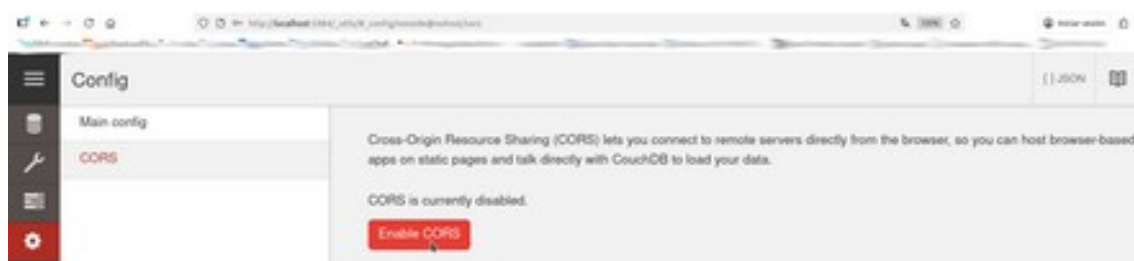 Iniciar sesión
Config
{ } JSON
Main config
CORS
Cross-Origin Resource Sharing (CORS) lets you connect to remote servers directly from the browser, so you can host browser-based
apps on static pages and talk directly with CouchDB to load your data.
CORS is currently disabled.
Enable CORS